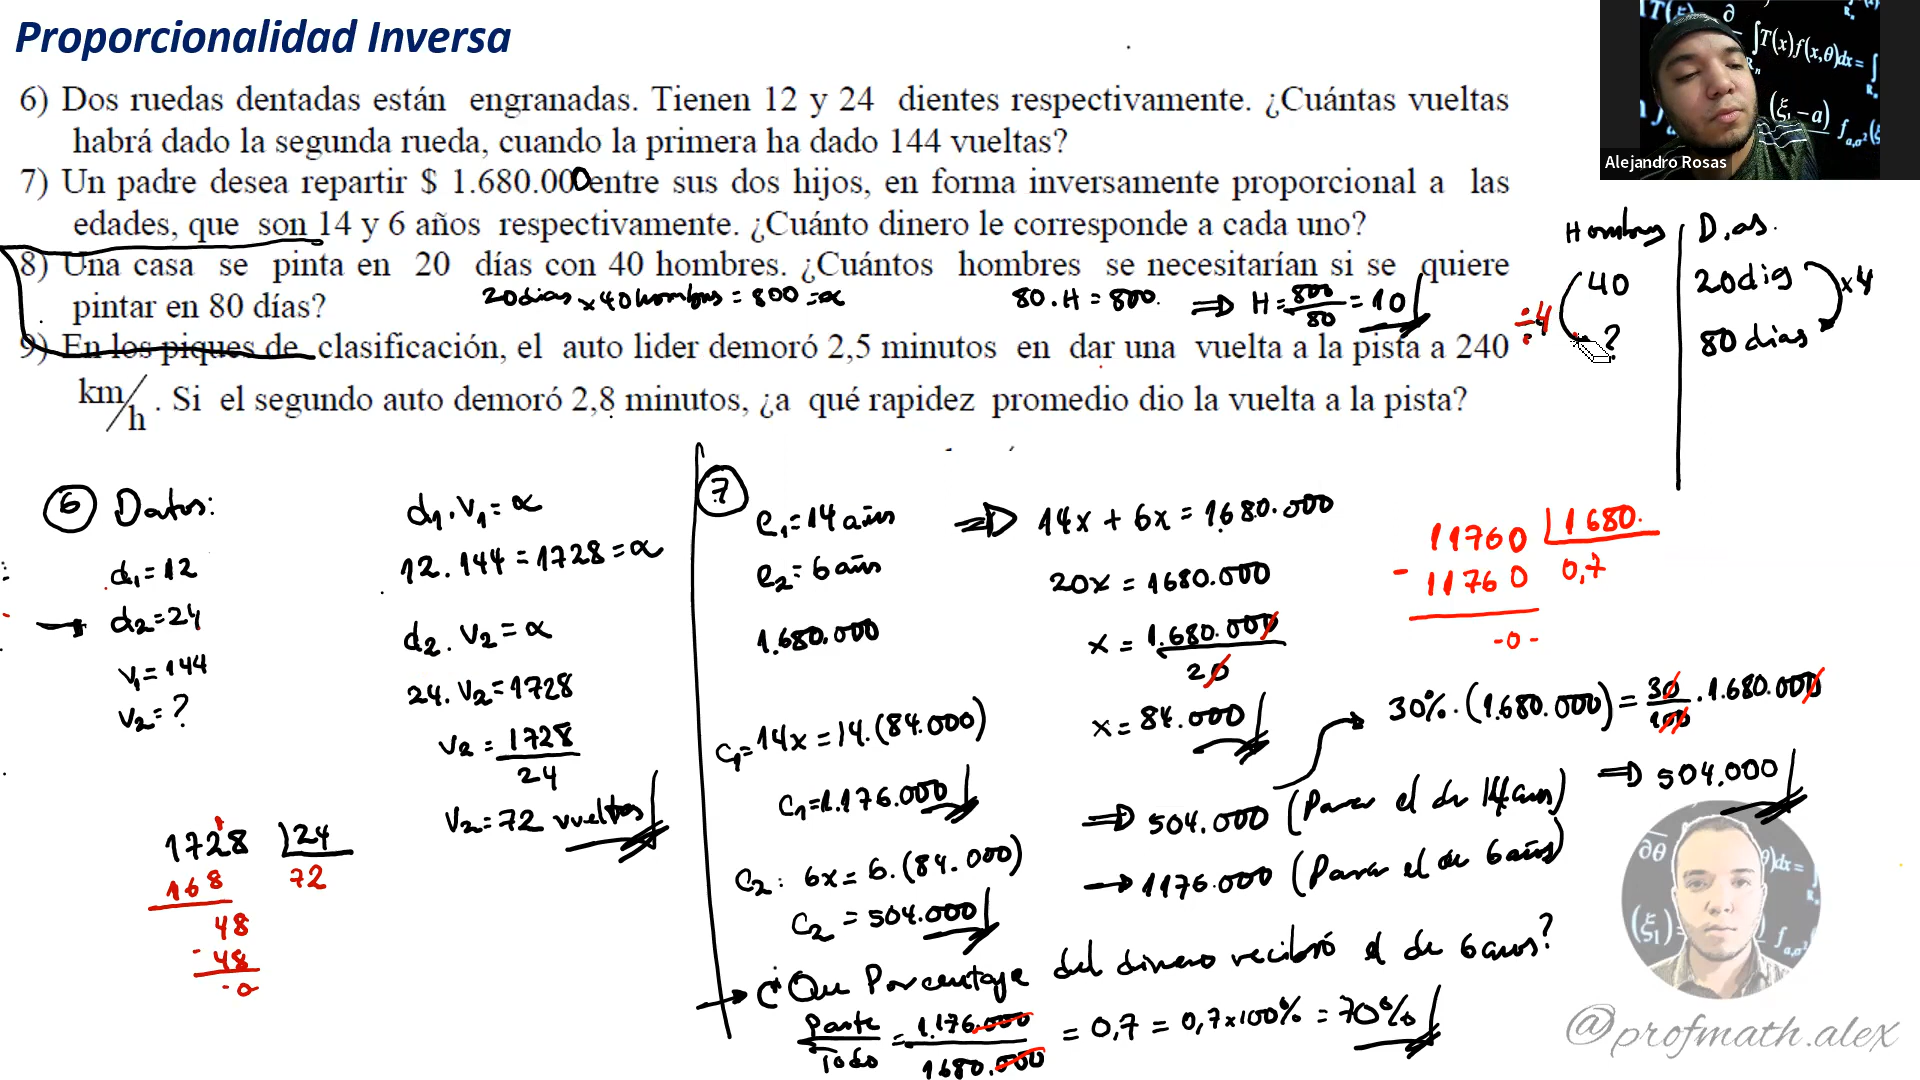 Proporcionalidad Inversa
6) Dos ruedas dentadas están engranadas. Tienen 12 y 24 dientes respectivamente. ¿Cuántas vueltas
habrá dado la segunda rueda, cuando la primera ha dado 144 vueltas?
7) Un padre desea repartir $ 1.680.000 entre sus dos hijos, en forma inversamente proporcional a las
edades, que son 14 y 6 años respectivamente. ¿Cuánto dinero le corresponde a cada uno?
8) Una casa se pinta en 20 días con 40 hombres. ¿Cuántos hombres se necesitarían si se quiere
pintar en 80 días?
20 dias x 40 hombres = 800 = α
80 . H = 800. ⇒ H = 800/80 = 10
9) En los piques de clasificación, el auto lider demoró 2,5 minutos en dar una vuelta a la pista a 240
km/h . Si el segundo auto demoró 2,8 minutos, ¿a qué rapidez promedio dio la vuelta a la pista?
Alejandro Rosas
Hombres | Dias.
40 | 20 dias x4
÷4 ? | 80 dias
6 Datos:
d1 = 12
d2 = 24
v1 = 144
v2 = ?
d1 . v1 = α
12 . 144 = 1728 = α
d2 . v2 = α
24 . v2 = 1728
v2 = 1728/24
v2 = 72 vueltas
1728 | 24
168 72
48
- 48
-0
7
e1 = 14 años
e2 = 6 años
1.680.000
⇒ 14x + 6x = 1680.000
20x = 1680.000
x = 1.680.000/20
x = 84.000
C1 = 14x = 14.(84.000)
C1 = 1.176.000
C2: 6x = 6.(84.000)
C2 = 504.000
⇒ 504.000 (Para el de 14 años)
→ 1176.000 (Para el de 6 años)
11760 | 1680.
- 11760 0,7
-0-
30% . (1.680.000) = 30/100 . 1.680.000
⇒ 504.000
→ ¿Que Porcentaje del dinero recibió el de 6 años?
Parte/Todo = 1.176.000/1680.000 = 0,7 = 0,7x100% = 70%
@profmath.alex